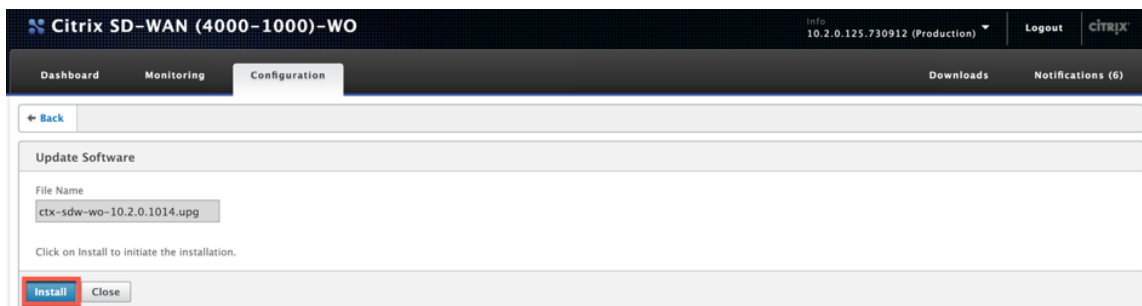 Citrix SD-WAN (4000-1000)-WO
Info
10.2.0.125.730912 (Production)
Logout
CİTRIX
Dashboard Monitoring Configuration Downloads Notifications (6)
← Back
Update Software
File Name
ctx-sdw-wo-10.2.0.1014.upg
Click on Install to initiate the installation.
Install Close